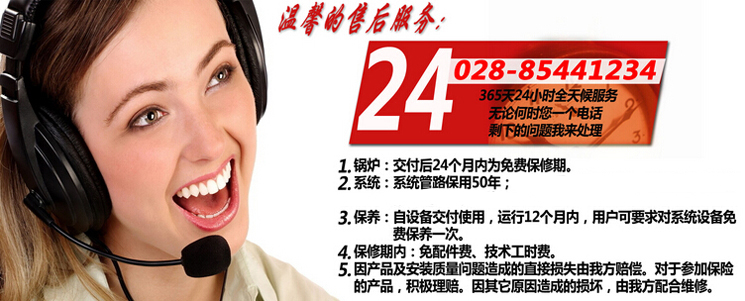 温馨的售后服务:
24
028-85441234
365天24小时全天候服务
无论何时您一个电话
剩下的问题我来处理
1.锅炉：交付后24个月内为免费保修期。
2.系统：系统管路保用50年；
3.保养：自设备交付使用，运行12个月内，用户可要求对系统设备免
费保养一次。
4.保修期内：免配件费、技术工时费。
5.因产品及安装质量问题造成的直接损失由我方赔偿。对于参加保险
的产品，积极理赔。因其它原因造成的损坏，由我方配合维修。